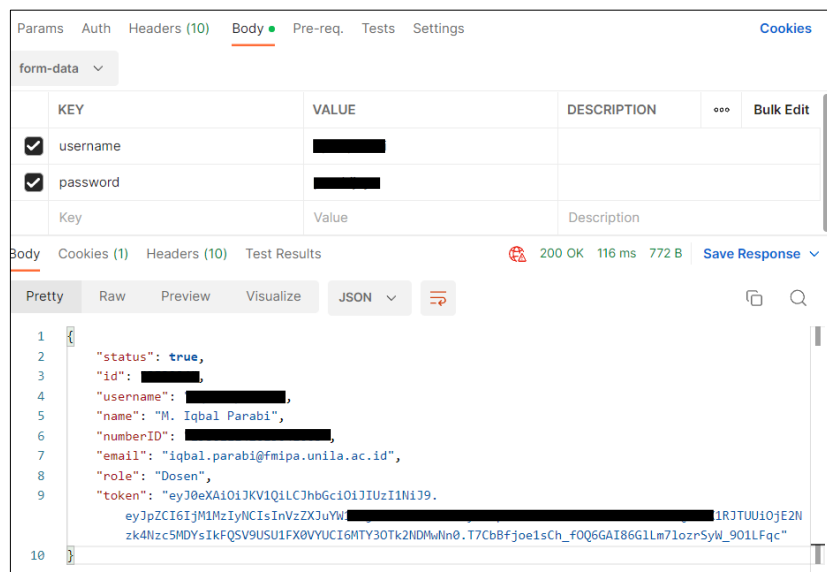 Params Auth Headers (10) Body Pre-req. Tests Settings Cookies
form-data
KEY VALUE DESCRIPTION ooo Bulk Edit
username
password
Key Value Description
Body Cookies (1) Headers (10) Test Results 200 OK 116 ms 772 B Save Response
Pretty Raw Preview Visualize JSON
1 {
2 "status": true,
3 "id": ,
4 "username": ,
5 "name": "M. Iqbal Parabi",
6 "numberID": ,
7 "email": "iqbal.parabi@fmipa.unila.ac.id",
8 "role": "Dosen",
9 "token": "eyJ0eXAiOiJKV1QiLCJhbGciOiJIUzI1NiJ9.
eyJpZCI6IjM1MzIyNCIsInVzZXJuYW 1RJTUUiOjE2N
zk4Nzc5MDYsIkFQSV9USU1FX0VYUCI6MTY3OTk2NDMwNn0.T7CbBfjoe1sCh_fOQ6GAI86GlLm7lozrSyW_9O1LFqc"
10 }